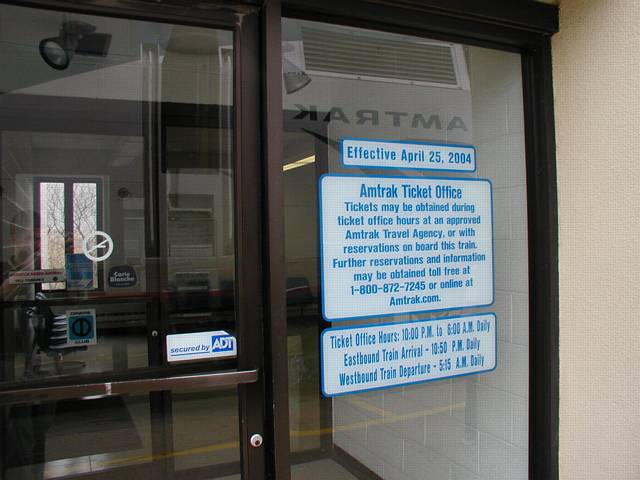 AMTRAK
Effective April 25, 2004
Amtrak Ticket Office
Tickets may be obtained during
ticket office hours at an approved
Amtrak Travel Agency, or with
reservations on board this train.
Further reservations and information
may be obtained toll free at
1-800-872-7245 or online at
Amtrak.com.
Ticket Office Hours: 10:00 P.M. to 6:00 A.M. Daily
Eastbound Train Arrival - 10:50 P.M. Daily
Westbound Train Departure - 5:15 A.M. Daily
Carte
Blanche
DINERS
CLUB
secured by ADT